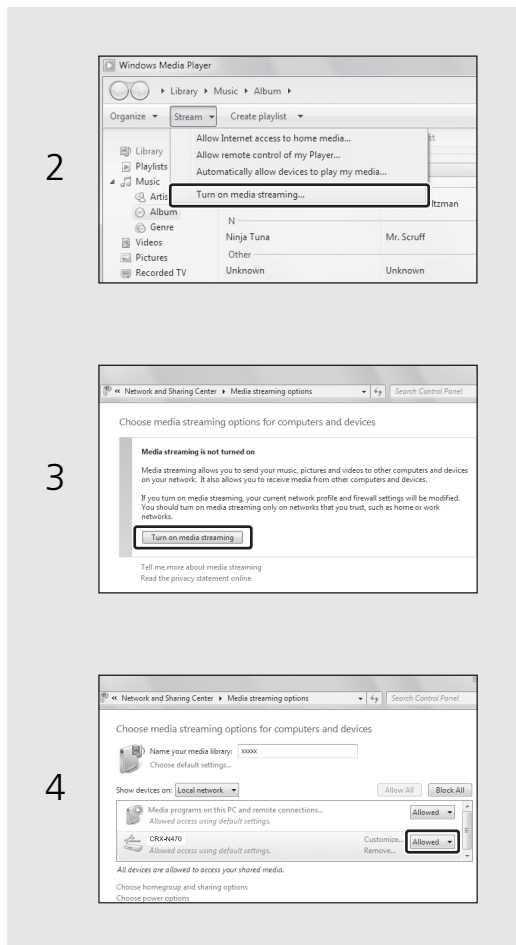 2
Windows Media Player
Library ▸ Music ▸ Album ▸
Organize ▾ Stream ▾ Create playlist ▾
Allow Internet access to home media...
Allow remote control of my Player...
Automatically allow devices to play my media...
Turn on media streaming...
Library
Playlists
Music
Album
Genre
Videos
Pictures
Recorded TV
N
Ninja Tuna Mr. Scruff
Other
Unknown Unknown
3
« Network and Sharing Center ▸ Media streaming options Search Control Panel
Choose media streaming options for computers and devices
Media streaming is not turned on
Media streaming allows you to send your music, pictures and videos to other computers and devices
on your network. It also allows you to receive media from other computers and devices.
If you turn on media streaming, your current network profile and firewall settings will be modified.
You should turn on media streaming only on networks that you trust, such as home or work
networks.
Turn on media streaming
Tell me more about media streaming
Read the privacy statement online
4
« Network and Sharing Center ▸ Media streaming options Search Control Panel
Choose media streaming options for computers and devices
Name your media library: xxxxx
Choose default settings...
Show devices on: Local network ▾ Allow All Block All
Media programs on this PC and remote connections... Allowed ▾
Allowed access using default settings.
CRX-N470 Customize... Allowed ▾
Allowed access using default settings. Remove...
All devices are allowed to access your shared media.
Choose homegroup and sharing options
Choose power options